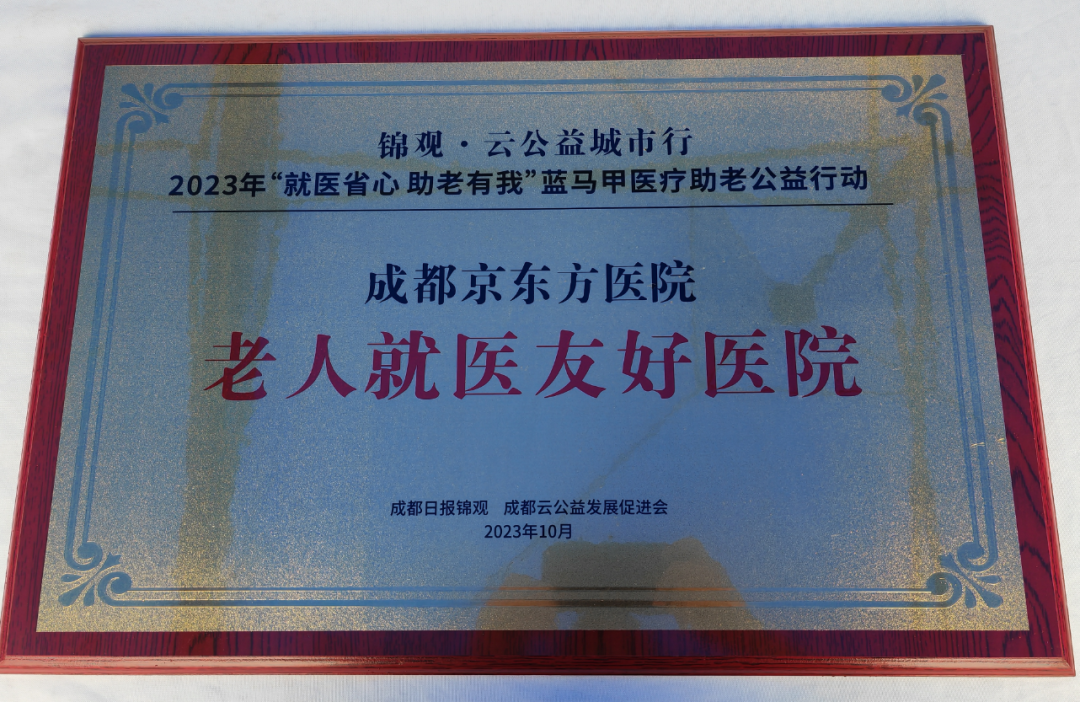 锦观·云公益城市行
2023年“就医省心 助老有我”蓝马甲医疗助老公益行动
成都京东方医院
老人就医友好医院
成都日报锦观 成都云公益发展促进会
2023年10月